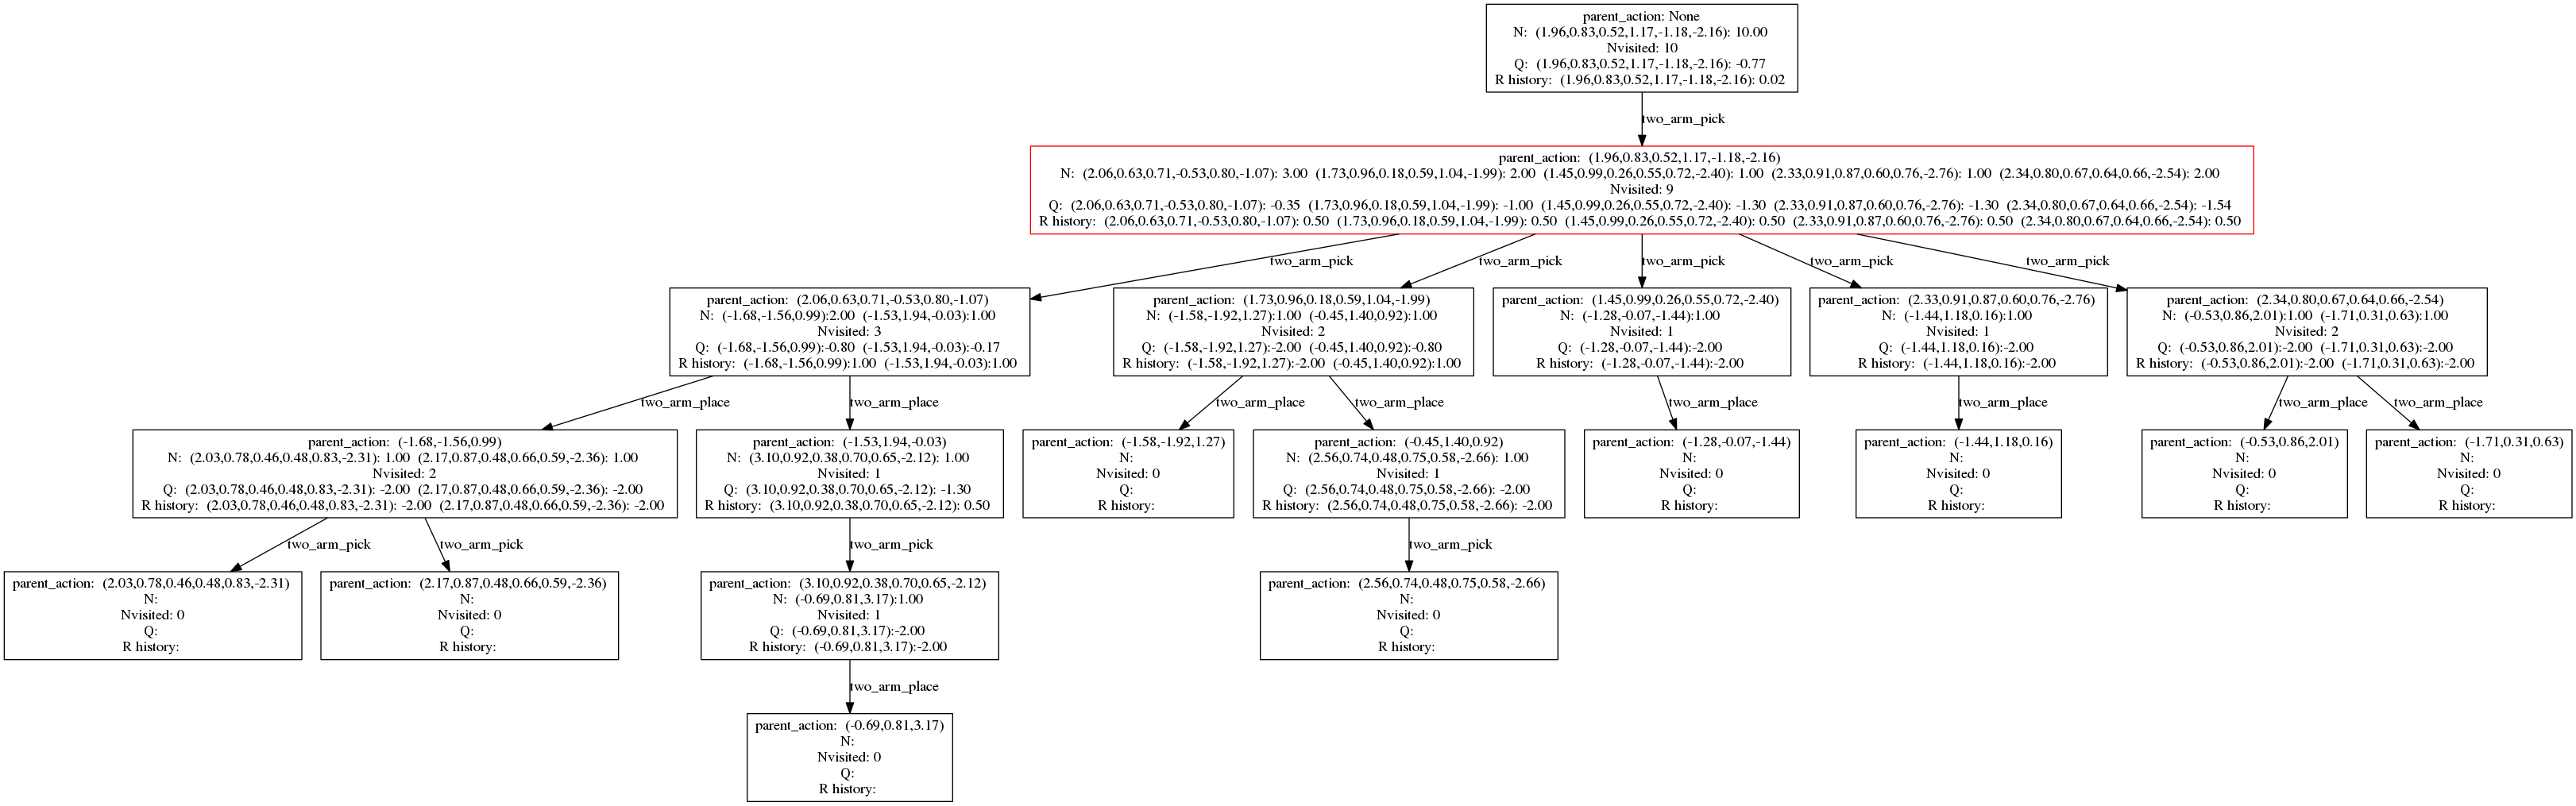 parent_action: None
N: (1.96,0.83,0.52,1.17,-1.18,-2.16): 10.00
Nvisited: 10
Q: (1.96,0.83,0.52,1.17,-1.18,-2.16): -0.77
R history: (1.96,0.83,0.52,1.17,-1.18,-2.16): 0.02
two_arm_pick
parent_action: (1.96,0.83,0.52,1.17,-1.18,-2.16)
N: (2.06,0.63,0.71,-0.53,0.80,-1.07): 3.00 (1.73,0.96,0.18,0.59,1.04,-1.99): 2.00 (1.45,0.99,0.26,0.55,0.72,-2.40): 1.00 (2.33,0.91,0.87,0.60,0.76,-2.76): 1.00 (2.34,0.80,0.67,0.64,0.66,-2.54): 2.00
Nvisited: 9
Q: (2.06,0.63,0.71,-0.53,0.80,-1.07): -0.35 (1.73,0.96,0.18,0.59,1.04,-1.99): -1.00 (1.45,0.99,0.26,0.55,0.72,-2.40): -1.30 (2.33,0.91,0.87,0.60,0.76,-2.76): -1.30 (2.34,0.80,0.67,0.64,0.66,-2.54): -1.54
R history: (2.06,0.63,0.71,-0.53,0.80,-1.07): 0.50 (1.73,0.96,0.18,0.59,1.04,-1.99): 0.50 (1.45,0.99,0.26,0.55,0.72,-2.40): 0.50 (2.33,0.91,0.87,0.60,0.76,-2.76): 0.50 (2.34,0.80,0.67,0.64,0.66,-2.54): 0.50
two_arm_pick
two_arm_pick
two_arm_pick
two_arm_pick
two_arm_pick
parent_action: (2.06,0.63,0.71,-0.53,0.80,-1.07)
N: (-1.68,-1.56,0.99):2.00 (-1.53,1.94,-0.03):1.00
Nvisited: 3
Q: (-1.68,-1.56,0.99):-0.80 (-1.53,1.94,-0.03):-0.17
R history: (-1.68,-1.56,0.99):1.00 (-1.53,1.94,-0.03):1.00
parent_action: (1.73,0.96,0.18,0.59,1.04,-1.99)
N: (-1.58,-1.92,1.27):1.00 (-0.45,1.40,0.92):1.00
Nvisited: 2
Q: (-1.58,-1.92,1.27):-2.00 (-0.45,1.40,0.92):-0.80
R history: (-1.58,-1.92,1.27):-2.00 (-0.45,1.40,0.92):1.00
parent_action: (1.45,0.99,0.26,0.55,0.72,-2.40)
N: (-1.28,-0.07,-1.44):1.00
Nvisited: 1
Q: (-1.28,-0.07,-1.44):-2.00
R history: (-1.28,-0.07,-1.44):-2.00
parent_action: (2.33,0.91,0.87,0.60,0.76,-2.76)
N: (-1.44,1.18,0.16):1.00
Nvisited: 1
Q: (-1.44,1.18,0.16):-2.00
R history: (-1.44,1.18,0.16):-2.00
parent_action: (2.34,0.80,0.67,0.64,0.66,-2.54)
N: (-0.53,0.86,2.01):1.00 (-1.71,0.31,0.63):1.00
Nvisited: 2
Q: (-0.53,0.86,2.01):-2.00 (-1.71,0.31,0.63):-2.00
R history: (-0.53,0.86,2.01):-2.00 (-1.71,0.31,0.63):-2.00
two_arm_place
two_arm_place
two_arm_place
two_arm_place
two_arm_place
two_arm_place
two_arm_place
two_arm_place
parent_action: (-1.68,-1.56,0.99)
N: (2.03,0.78,0.46,0.48,0.83,-2.31): 1.00 (2.17,0.87,0.48,0.66,0.59,-2.36): 1.00
Nvisited: 2
Q: (2.03,0.78,0.46,0.48,0.83,-2.31): -2.00 (2.17,0.87,0.48,0.66,0.59,-2.36): -2.00
R history: (2.03,0.78,0.46,0.48,0.83,-2.31): -2.00 (2.17,0.87,0.48,0.66,0.59,-2.36): -2.00
parent_action: (-1.53,1.94,-0.03)
N: (3.10,0.92,0.38,0.70,0.65,-2.12): 1.00
Nvisited: 1
Q: (3.10,0.92,0.38,0.70,0.65,-2.12): -1.30
R history: (3.10,0.92,0.38,0.70,0.65,-2.12): 0.50
parent_action: (-1.58,-1.92,1.27)
N:
Nvisited: 0
Q:
R history:
parent_action: (-0.45,1.40,0.92)
N: (2.56,0.74,0.48,0.75,0.58,-2.66): 1.00
Nvisited: 1
Q: (2.56,0.74,0.48,0.75,0.58,-2.66): -2.00
R history: (2.56,0.74,0.48,0.75,0.58,-2.66): -2.00
parent_action: (-1.28,-0.07,-1.44)
N:
Nvisited: 0
Q:
R history:
parent_action: (-1.44,1.18,0.16)
N:
Nvisited: 0
Q:
R history:
parent_action: (-0.53,0.86,2.01)
N:
Nvisited: 0
Q:
R history:
parent_action: (-1.71,0.31,0.63)
N:
Nvisited: 0
Q:
R history:
two_arm_pick
two_arm_pick
two_arm_pick
two_arm_pick
parent_action: (2.03,0.78,0.46,0.48,0.83,-2.31)
N:
Nvisited: 0
Q:
R history:
parent_action: (2.17,0.87,0.48,0.66,0.59,-2.36)
N:
Nvisited: 0
Q:
R history:
parent_action: (3.10,0.92,0.38,0.70,0.65,-2.12)
N: (-0.69,0.81,3.17):1.00
Nvisited: 1
Q: (-0.69,0.81,3.17):-2.00
R history: (-0.69,0.81,3.17):-2.00
parent_action: (2.56,0.74,0.48,0.75,0.58,-2.66)
N:
Nvisited: 0
Q:
R history:
two_arm_place
parent_action: (-0.69,0.81,3.17)
N:
Nvisited: 0
Q:
R history: